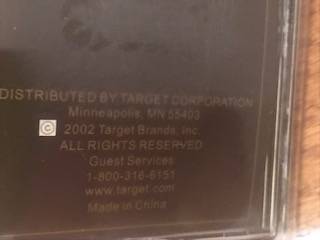 DISTRIBUTED BY TARGET CORPORATION
Minneapolis, MN 55403
© 2002 Target Brands, Inc.
ALL RIGHTS RESERVED
Guest Services
1-800-316-6151
www.target.com
Made in China